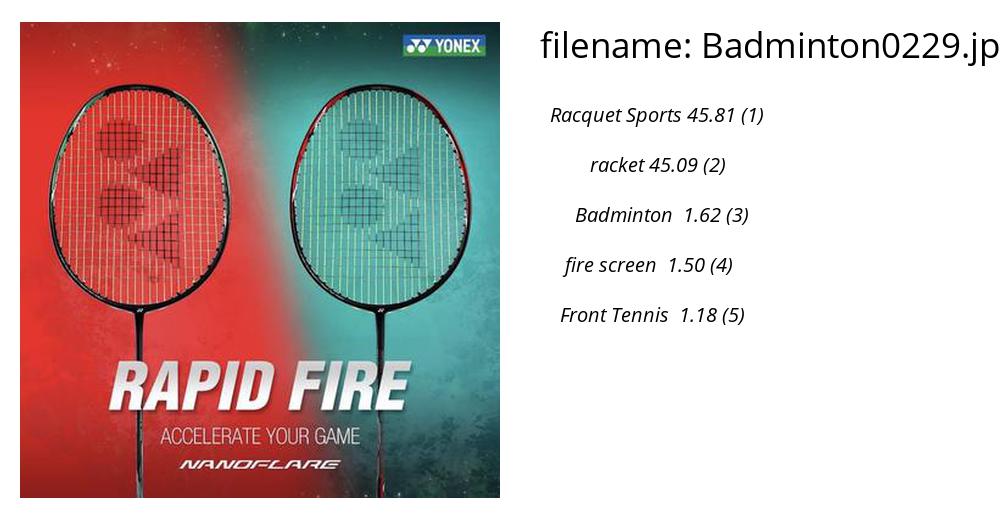 YONEX
RAPID FIRE
ACCELERATE YOUR GAME
NANOFLARE
filename: Badminton0229.jp
Racquet Sports 45.81 (1)
racket 45.09 (2)
Badminton 1.62 (3)
fire screen 1.50 (4)
Front Tennis 1.18 (5)